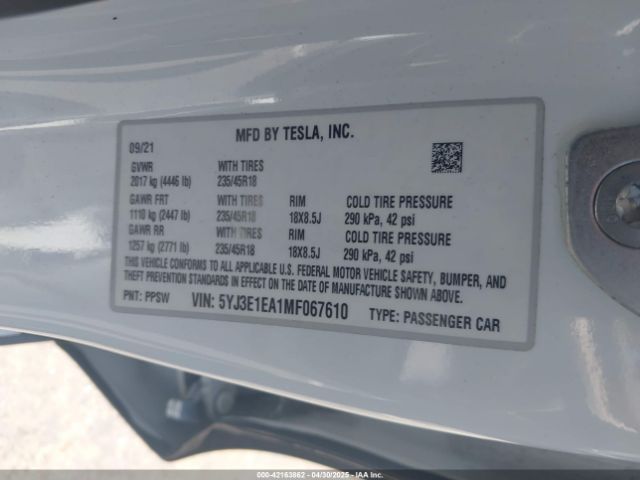 MFD BY TESLA, INC.
09/21
GVWR WITH TIRES
2017 kg (4446 lb) 235/45R18
GAWR FRT WITH TIRES RIM COLD TIRE PRESSURE
1110 kg (2447 lb) 235/45R18 18X8.5J 290 kPa, 42 psi
GAWR RR WITH TIRES RIM COLD TIRE PRESSURE
1257 kg (2771 lb) 235/45R18 18X8.5J 290 kPa, 42 psi
THIS VEHICLE CONFORMS TO ALL APPLICABLE U.S. FEDERAL MOTOR VEHICLE SAFETY, BUMPER, AND
THEFT PREVENTION STANDARDS IN EFFECT ON THE DATE OF MANUFACTURE SHOWN ABOVE.
PNT: PPSW VIN: 5YJ3E1EA1MF067610 TYPE: PASSENGER CAR
000-42163862 - 04/30/2025 - IAA Inc.